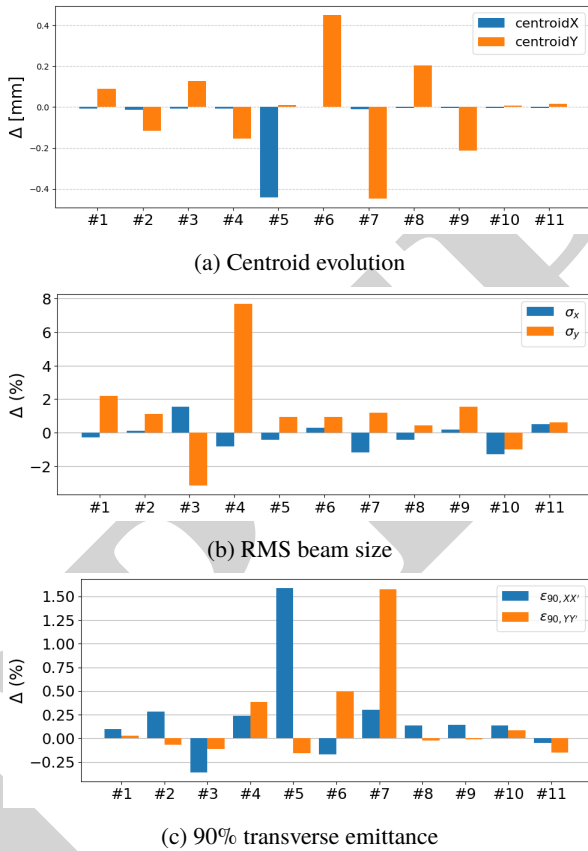 0.4
0.2
0.0
−0.2
−0.4
Δ [mm]
centroidX
centroidY
#1 #2 #3 #4 #5 #6 #7 #8 #9 #10 #11
(a) Centroid evolution
8
6
4
2
0
−2
Δ (%)
σx
σy
#1 #2 #3 #4 #5 #6 #7 #8 #9 #10 #11
(b) RMS beam size
1.50
1.25
1.00
0.75
0.50
0.25
0.00
−0.25
Δ (%)
ε90, XX′
ε90, YY′
#1 #2 #3 #4 #5 #6 #7 #8 #9 #10 #11
(c) 90% transverse emittance